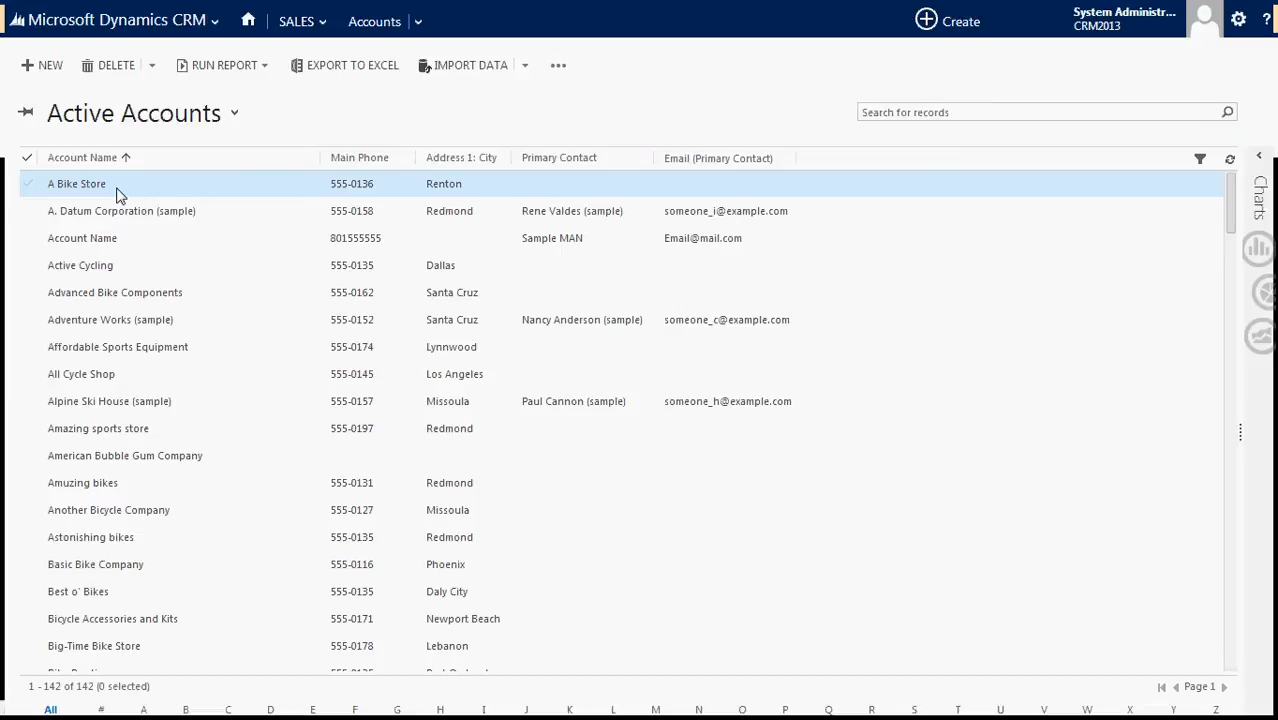 Microsoft Dynamics CRM SALES Accounts Create System Administr... CRM2013 ?
NEW DELETE RUN REPORT EXPORT TO EXCEL IMPORT DATA
Active Accounts Search for records
Account Name Main Phone Address 1: City Primary Contact Email (Primary Contact)
Charts
A Bike Store 555-0136 Renton
A. Datum Corporation (sample) 555-0158 Redmond Rene Valdes (sample) someone_i@example.com
Account Name 801555555 Sample MAN Email@mail.com
Active Cycling 555-0135 Dallas
Advanced Bike Components 555-0162 Santa Cruz
Adventure Works (sample) 555-0152 Santa Cruz Nancy Anderson (sample) someone_c@example.com
Affordable Sports Equipment 555-0174 Lynnwood
All Cycle Shop 555-0145 Los Angeles
Alpine Ski House (sample) 555-0157 Missoula Paul Cannon (sample) someone_h@example.com
Amazing sports store 555-0197 Redmond
American Bubble Gum Company
Amuzing bikes 555-0131 Redmond
Another Bicycle Company 555-0127 Missoula
Astonishing bikes 555-0135 Redmond
Basic Bike Company 555-0116 Phoenix
Best o` Bikes 555-0135 Daly City
Bicycle Accessories and Kits 555-0171 Newport Beach
Big-Time Bike Store 555-0178 Lebanon
1 - 142 of 142 (0 selected) Page 1
All # A B C D E F G H I J K L M N O P Q R S T U V W X Y Z